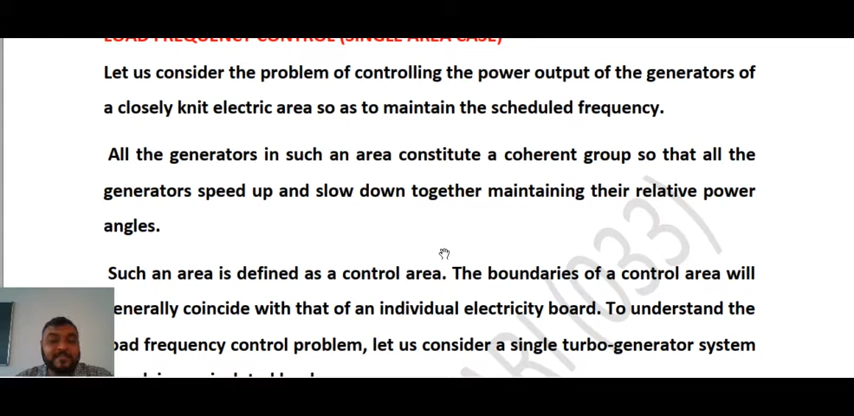 LOAD FREQUENCY CONTROL (SINGLE AREA CASE)
Let us consider the problem of controlling the power output of the generators of
a closely knit electric area so as to maintain the scheduled frequency.
All the generators in such an area constitute a coherent group so that all the
generators speed up and slow down together maintaining their relative power
angles.
Such an area is defined as a control area. The boundaries of a control area will
generally coincide with that of an individual electricity board. To understand the
load frequency control problem, let us consider a single turbo-generator system
ARI (033)